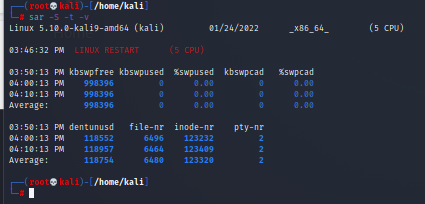 (root💀kali)-[/home/kali]
# sar -S -t -v
Linux 5.10.0-kali9-amd64 (kali) 01/24/2022 _x86_64_ (5 CPU)
03:46:32 PM LINUX RESTART (5 CPU)
03:50:13 PM kbswpfree kbswpused %swpused kbswpcad %swpcad
04:00:13 PM 998396 0 0.00 0 0.00
04:10:13 PM 998396 0 0.00 0 0.00
Average: 998396 0 0.00 0 0.00
03:50:13 PM dentunusd file-nr inode-nr pty-nr
04:00:13 PM 118552 6496 123232 2
04:10:13 PM 118957 6464 123409 2
Average: 118754 6480 123320 2
(root💀kali)-[/home/kali]
#